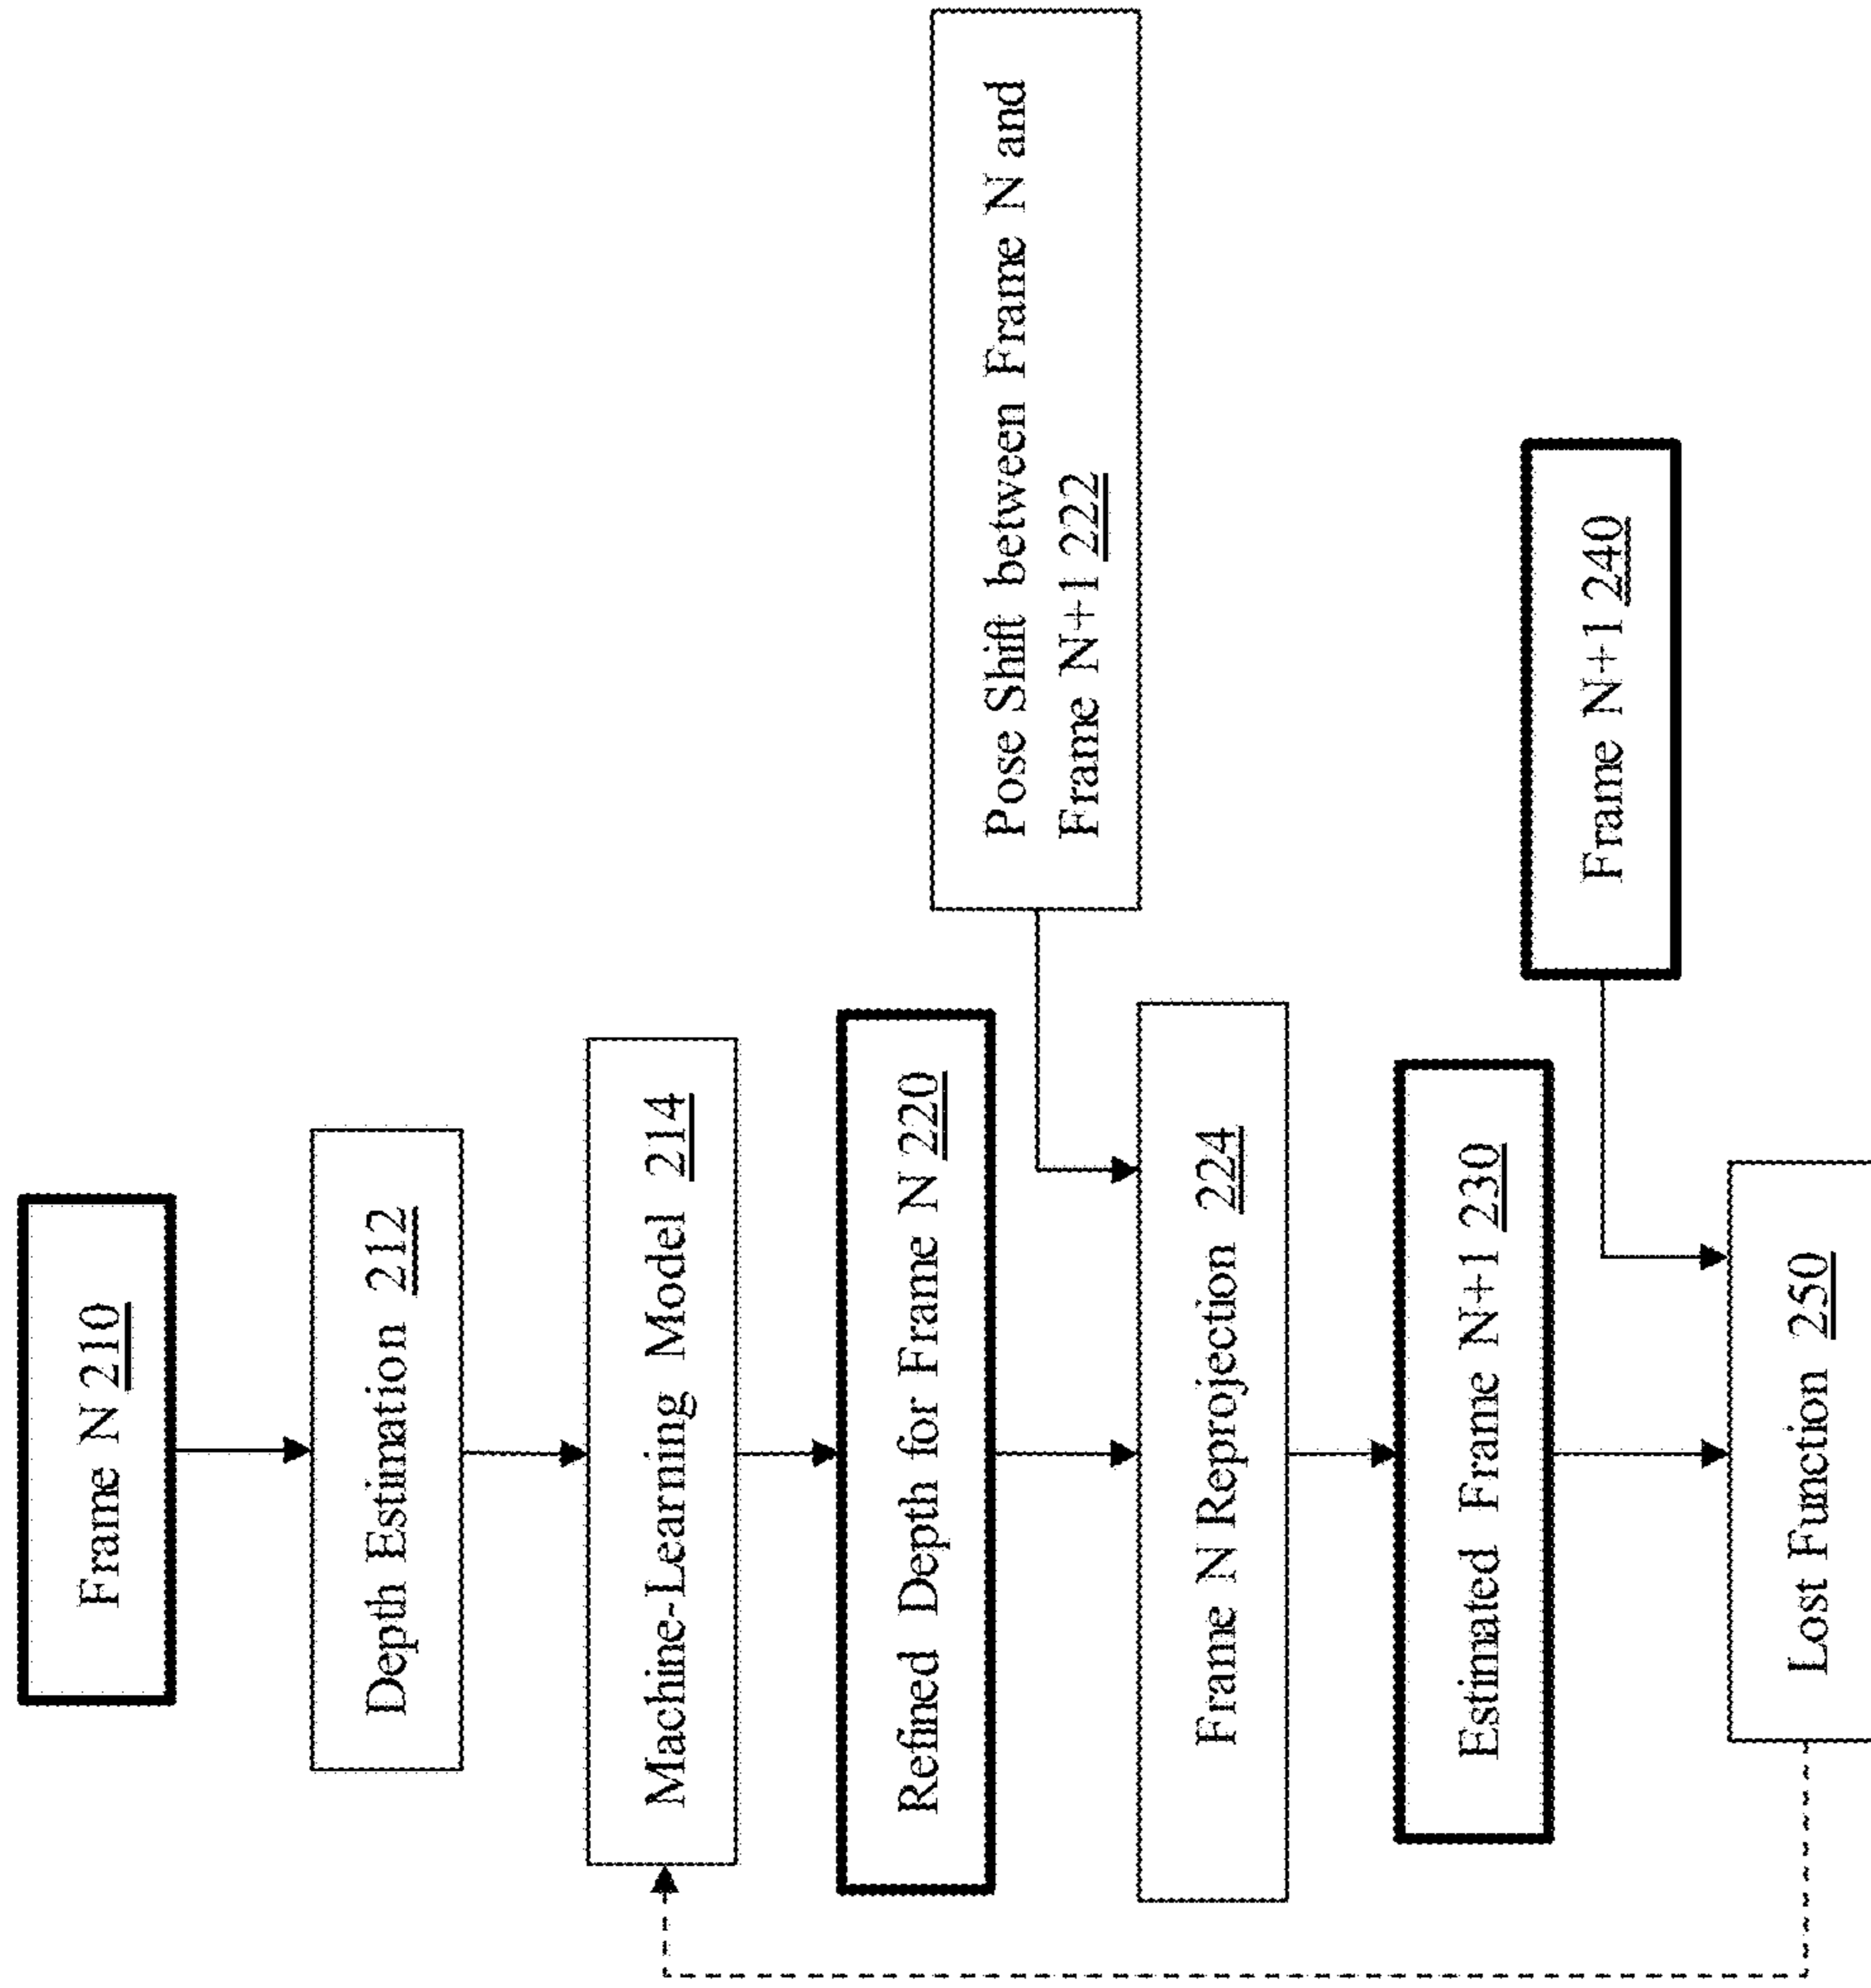 Frame N 210
Depth Estimation 212
Machine-Learning Model 214
Refined Depth for Frame N 220
Pose Shift between Frame N and
Frame N+1 222
Frame N Reprojection 224
Estimated Frame N+1 230
Frame N+1 240
Lost Function 250